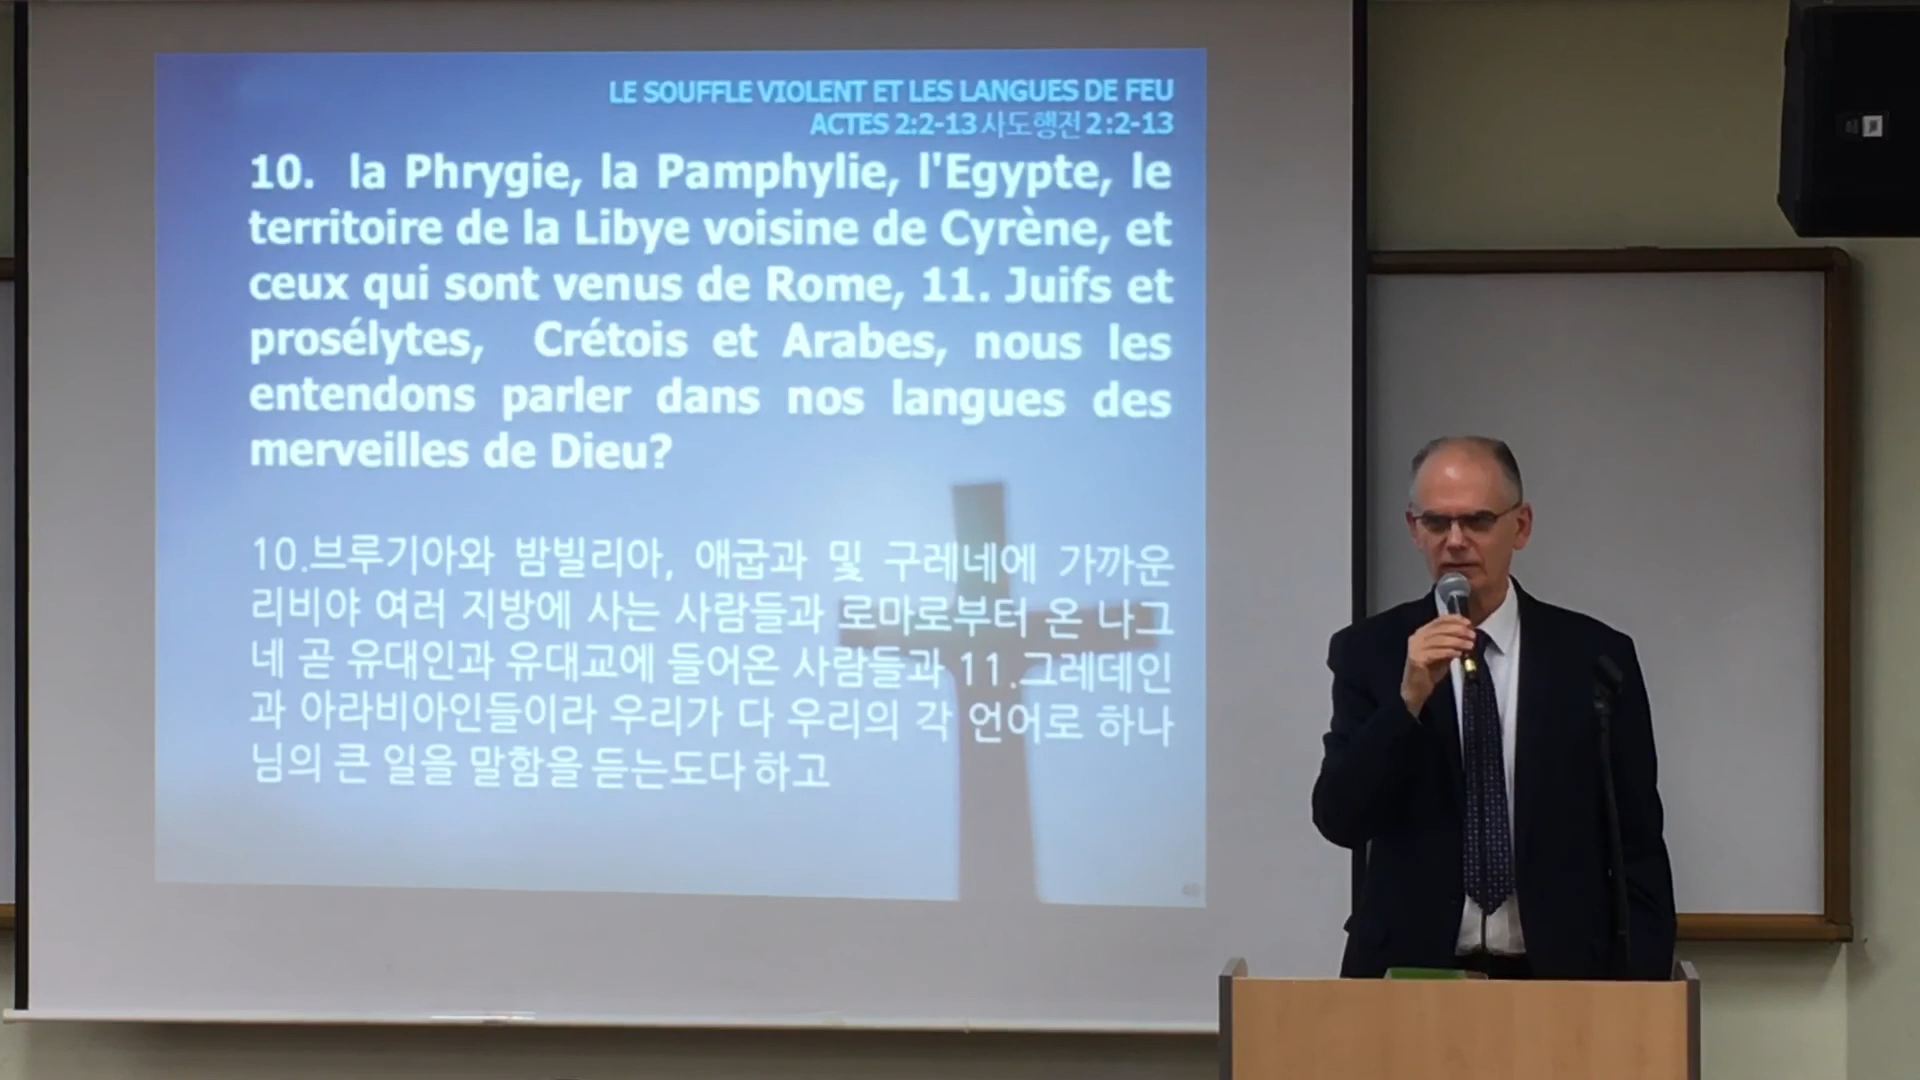 LE SOUFFLE VIOLENT ET LES LANGUES DE FEU
ACTES 2:2-13 사도행전 2:2-13
10. la Phrygie, la Pamphylie, l'Egypte, le
territoire de la Libye voisine de Cyrène, et
ceux qui sont venus de Rome, 11. Juifs et
prosélytes, Crétois et Arabes, nous les
entendons parler dans nos langues des
merveilles de Dieu?
10.브루기아와 밤빌리아, 애굽과 및 구레네에 가까운
리비야 여러 지방에 사는 사람들과 로마로부터 온 나그
네 곧 유대인과 유대교에 들어온 사람들과 11.그레데인
과 아라비아인들이라 우리가 다 우리의 각 언어로 하나
님의 큰 일을 말함을 듣는도다 하고